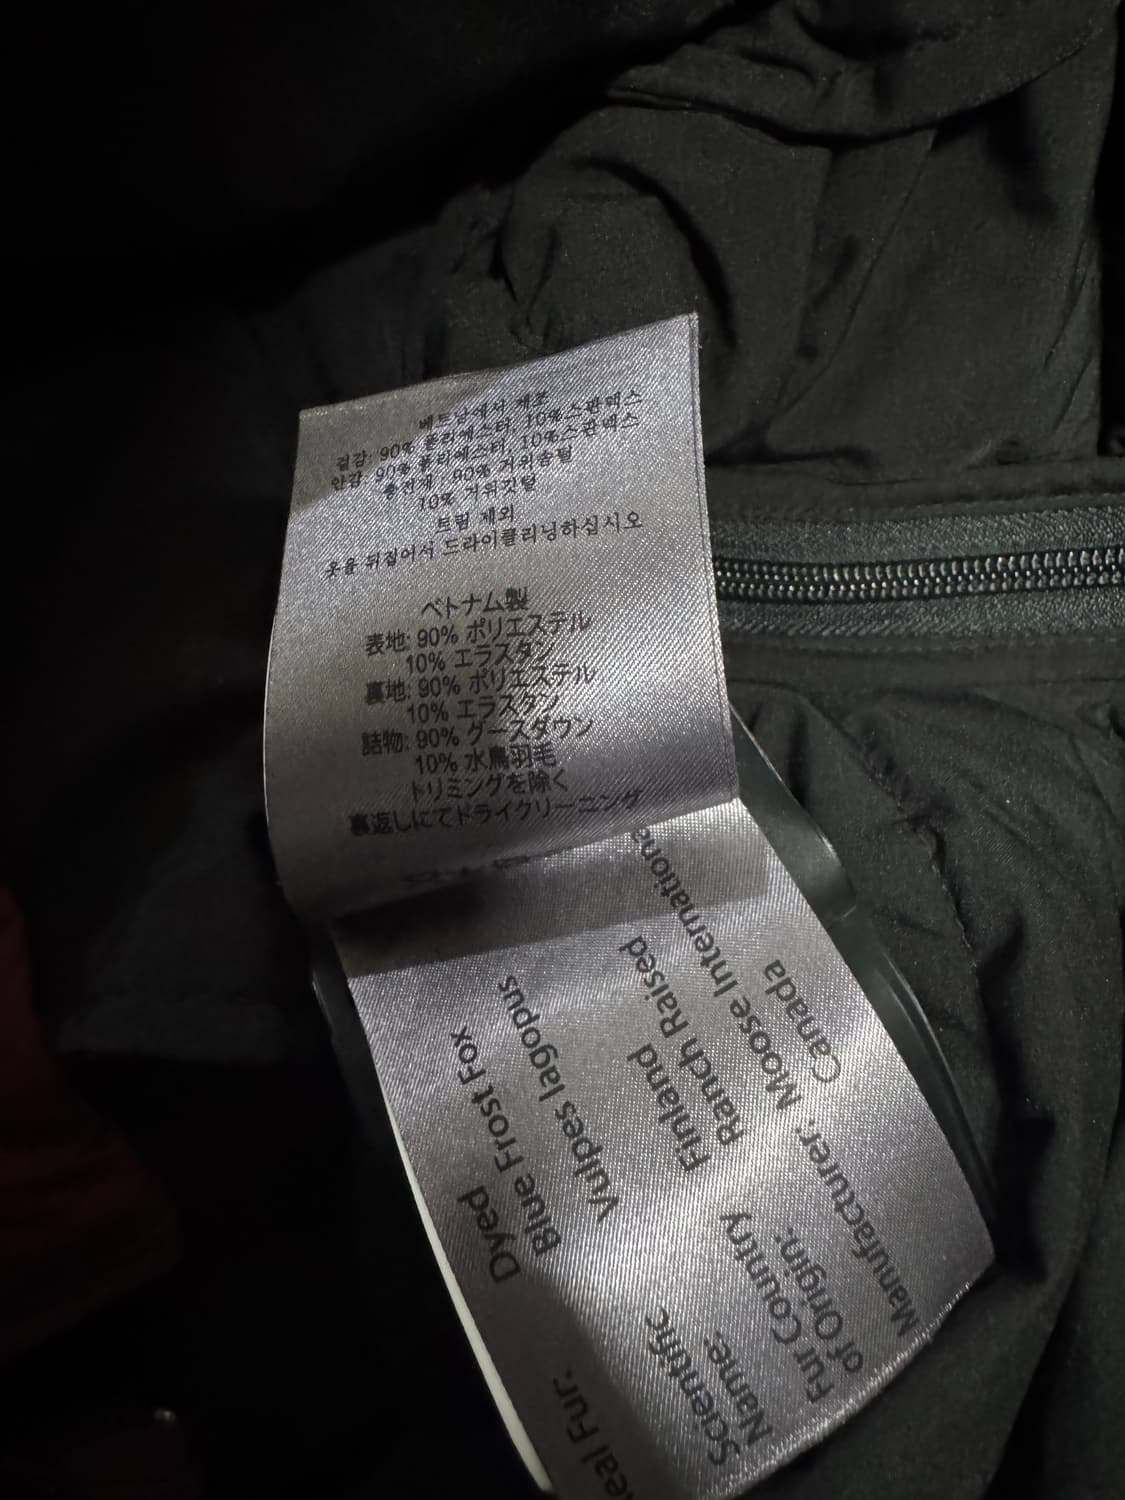 베트남에서 제조
겉감: 90% 폴리에스터, 10%스판덱스
안감: 90% 폴리에스터, 10%스판덱스
충전재: 90% 거위솜털
10% 거위깃털
트림 제외
옷을 뒤집어서 드라이클리닝하십시오
ベトナム製
表地: 90% ポリエステル
10% エラスタン
裏地: 90% ポリエステル
10% エラスタン
詰物: 90% グースダウン
10% 水鳥羽毛
トリミングを除く
裏返しにてドライクリーニング
Real Fur: Dyed
Blue Frost Fox
Scientific Vulpes lagopus
Name:
Fur Country Finland
of Origin: Ranch Raised
Manufacturer: Moose International
Canada